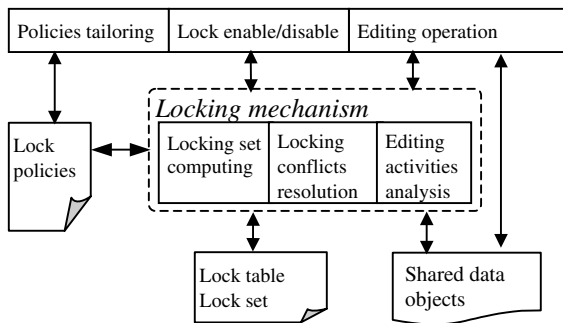 Policies tailoring
Lock enable/disable
Editing operation
Locking mechanism
Lock
policies
Locking set
computing
Locking
conflicts
resolution
Editing
activities
analysis
Lock table
Lock set
Shared data
objects